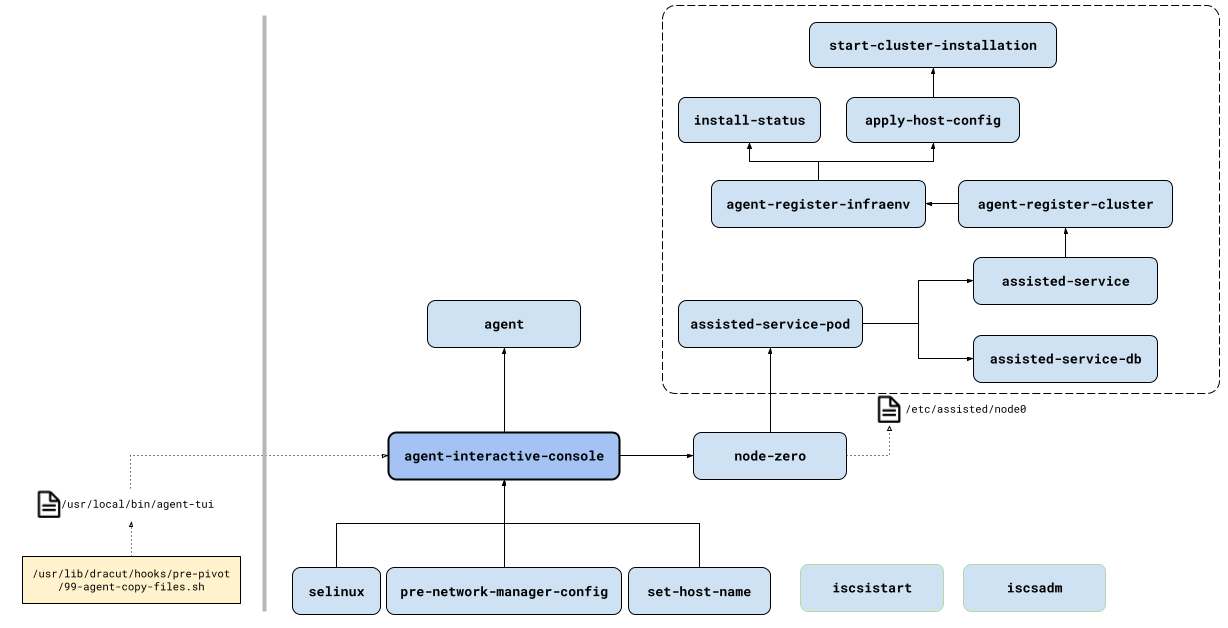 start-cluster-installation
install-status
apply-host-config
agent-register-infraenv
agent-register-cluster
assisted-service
agent
assisted-service-pod
assisted-service-db
/etc/assisted/node0
agent-interactive-console
node-zero
/usr/local/bin/agent-tui
/usr/lib/dracut/hooks/pre-pivot
/99-agent-copy-files.sh
selinux
pre-network-manager-config
set-host-name
iscsistart
iscsadm